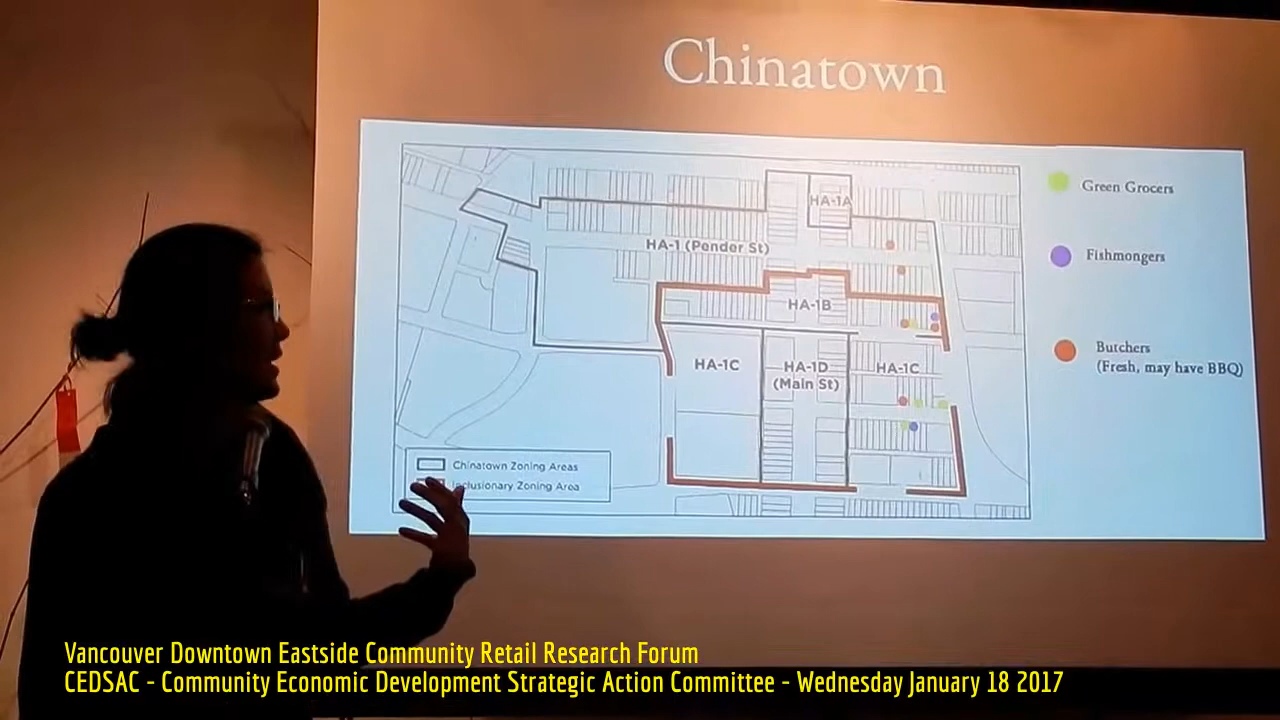 Chinatown
HA-1A
HA-1 (Pender St)
HA-1B
HA-1C
HA-1D
(Main St)
HA-1C
Chinatown Zoning Areas
Inclusionary Zoning Area
Green Grocers
Fishmongers
Butchers
(Fresh, may have BBQ)
Vancouver Downtown Eastside Community Retail Research Forum
CEDSAC - Community Economic Development Strategic Action Committee - Wednesday January 18 2017